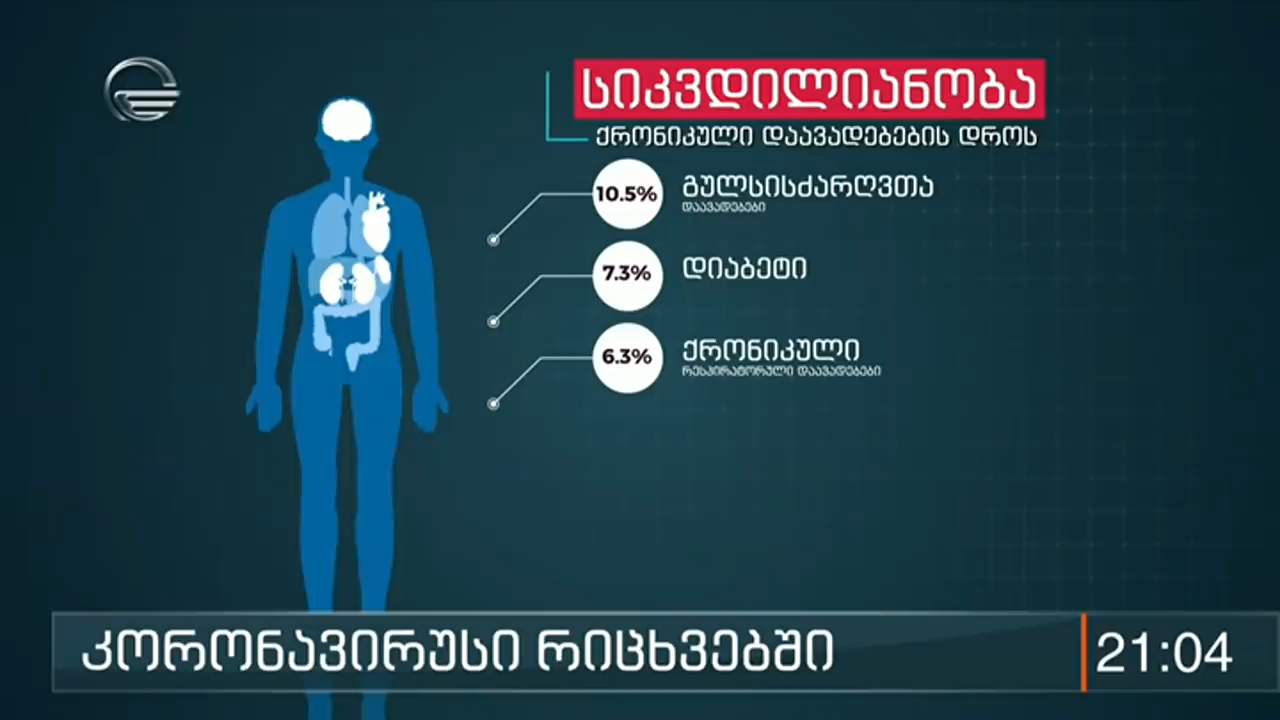 სიკვდილიანობა
ქრონიკული დაავადებების დროს
10.5% გულსისძარღვთა
დაავადებები
7.3% დიაბეტი
6.3% ქრონიკული
რესპირატორული დაავადებები
კორონავირუსი რიცხვებში 21:04